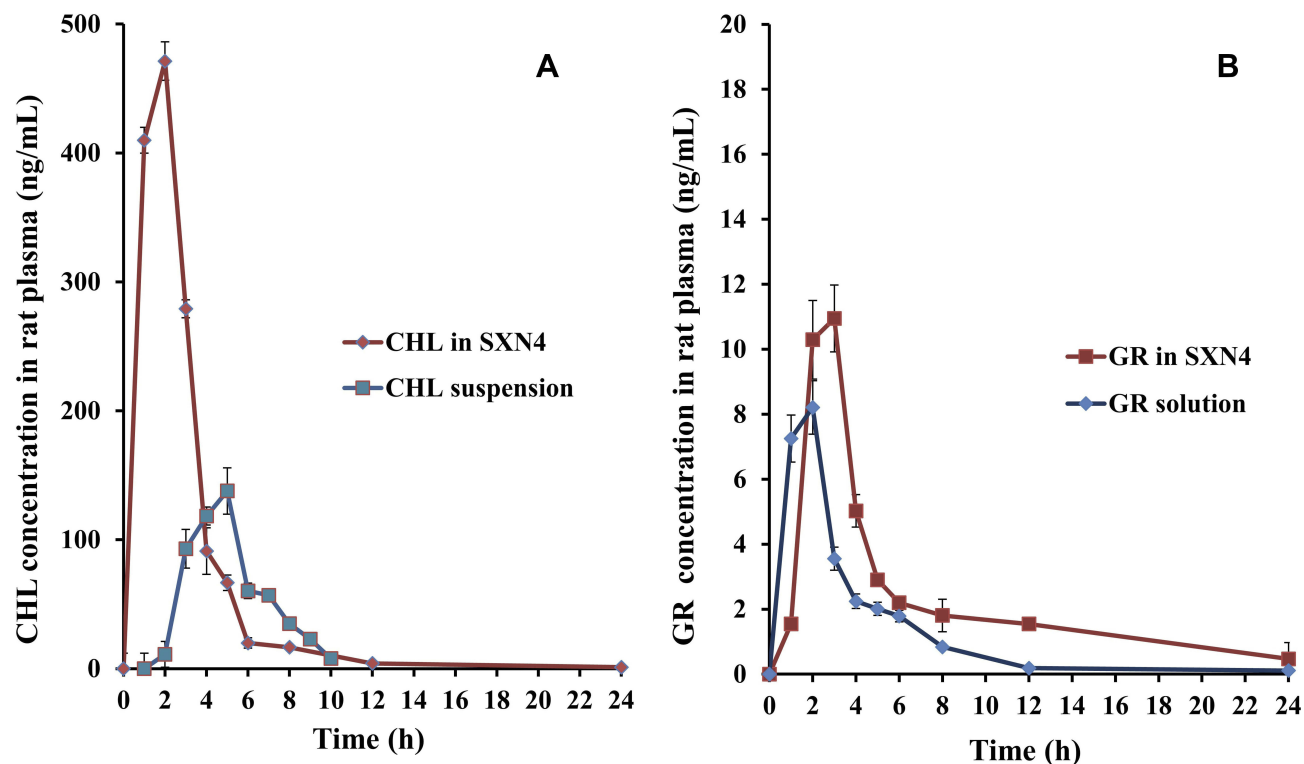 A
CHL concentration in rat plasma (ng/mL)
500
400
300
200
100
0
CHL in SXN4
CHL suspension
0 2 4 6 8 10 12 14 16 18 20 22 24
Time (h)
B
GR concentration in rat plasma (ng/mL)
20
18
16
14
12
10
8
6
4
2
0
GR in SXN4
GR solution
0 2 4 6 8 10 12 14 16 18 20 22 24
Time (h)